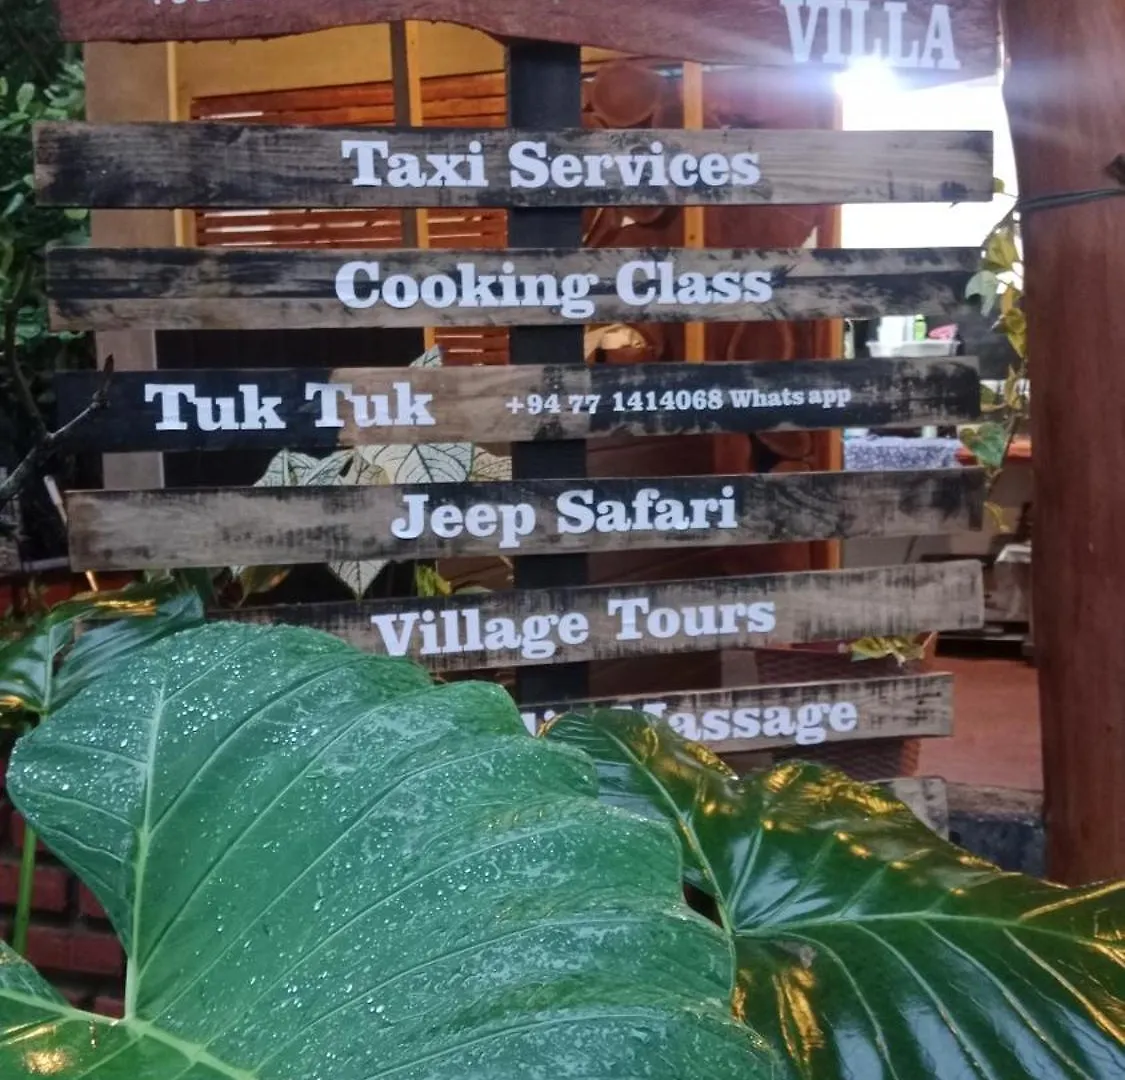 VILLA
Taxi Services
Cooking Class
Tuk Tuk +94 77 1414068 Whats app
Jeep Safari
Village Tours
Massage